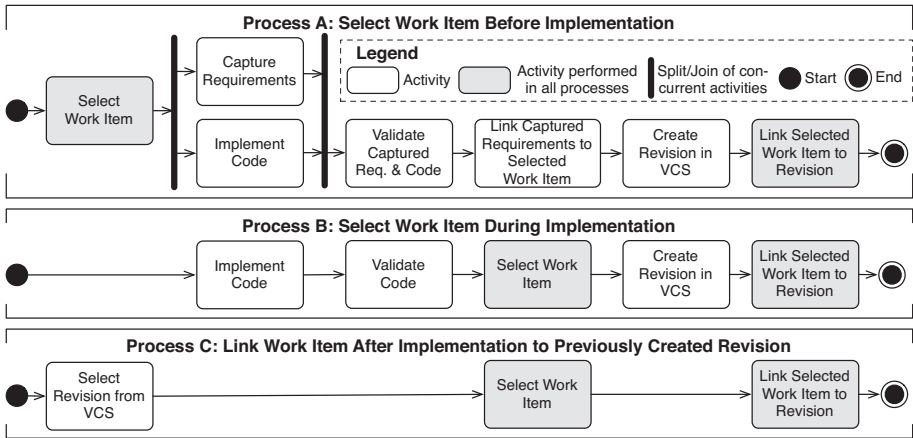 Process A: Select Work Item Before Implementation
Select
Work Item
Capture
Requirements
Implement
Code
Legend
Activity
Activity performed
in all processes
Split/Join of con-
current activities
Start
End
Validate
Captured
Req. & Code
Link Captured
Requirements to
Selected
Work Item
Create
Revision in
VCS
Link Selected
Work Item to
Revision
Process B: Select Work Item During Implementation
Implement
Code
Validate
Code
Select Work
Item
Create
Revision in
VCS
Link Selected
Work Item to
Revision
Process C: Link Work Item After Implementation to Previously Created Revision
Select
Revision from
VCS
Select Work
Item
Link Selected
Work Item to
Revision